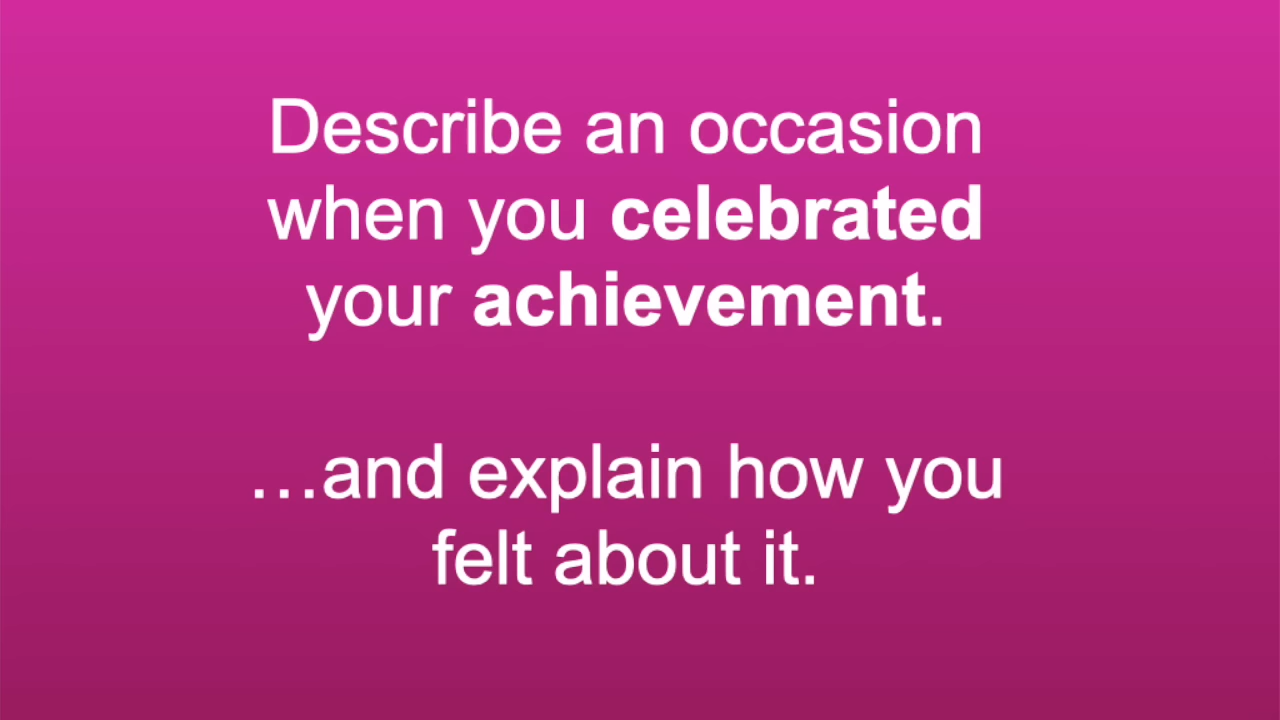 Describe an occasion
when you celebrated
your achievement.
…and explain how you
felt about it.